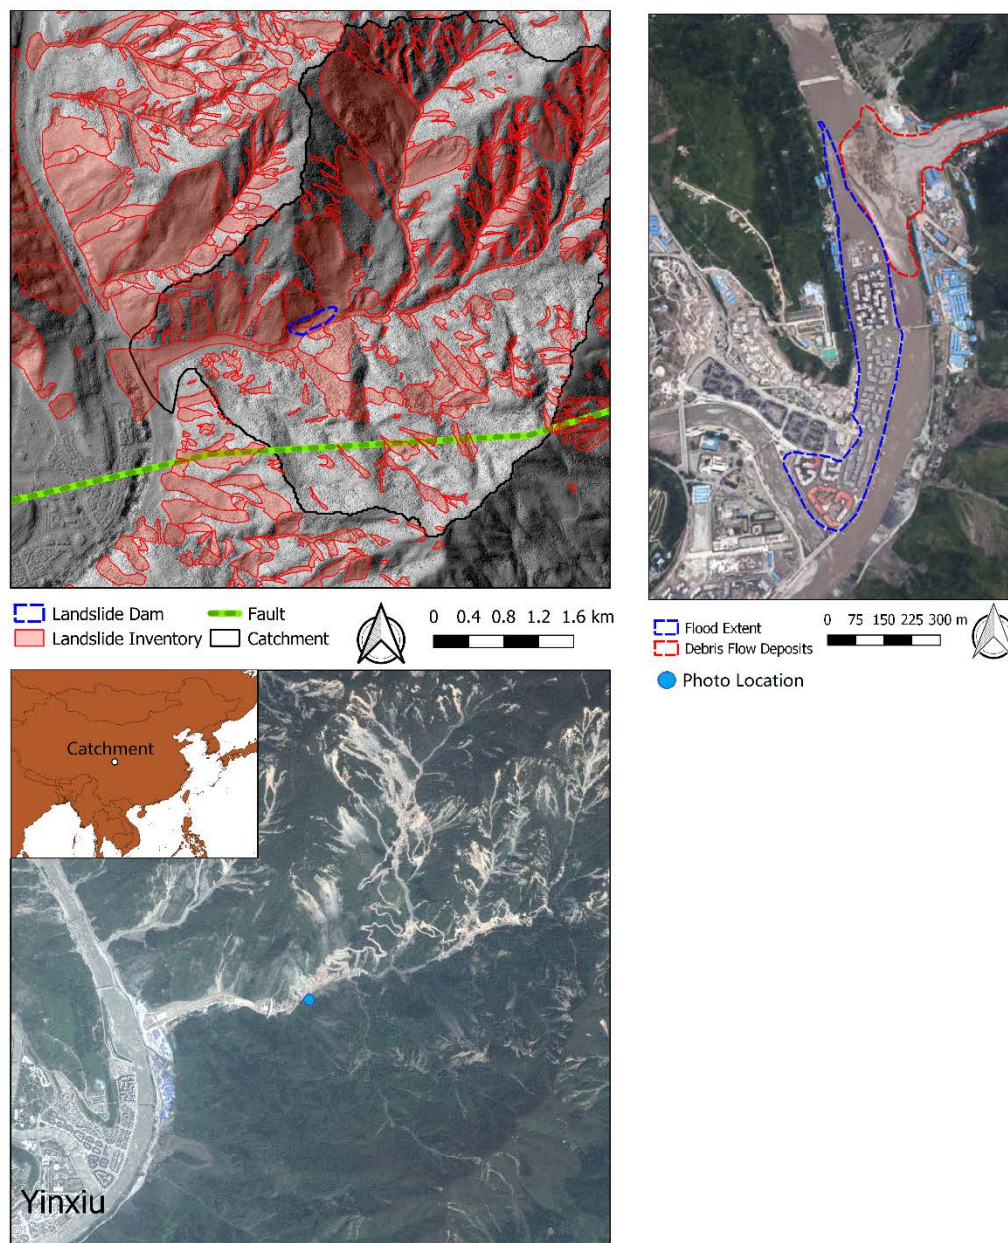 Landslide Dam
Fault
Landslide Inventory
Catchment
0 0.4 0.8 1.2 1.6 km
Flood Extent
Debris Flow Deposits
0 75 150 225 300 m
Photo Location
Catchment
Yinxiu